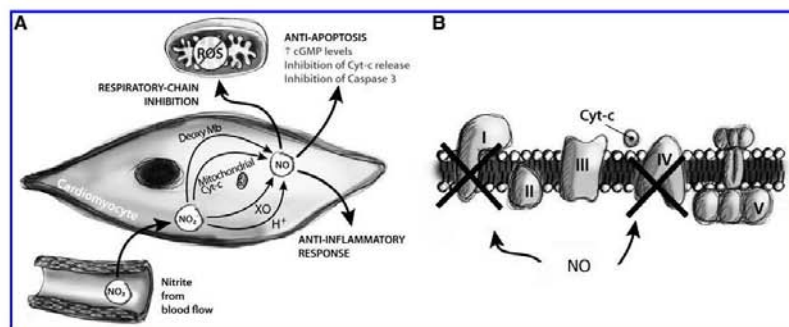 A
ROS
ANTI-APOPTOSIS
↑ cGMP levels
Inhibition of Cyt-c release
Inhibition of Caspase 3
RESPIRATORY-CHAIN
INHIBITION
Deoxy Mb
NO
Mitochondrial
Cyt-c
Cardiomyocyte
XO
NO₂
H⁺
ANTI-INFLAMMATORY
RESPONSE
NO₂
Nitrite
from
blood flow
B
Cyt-c
I
II
III
IV
V
NO